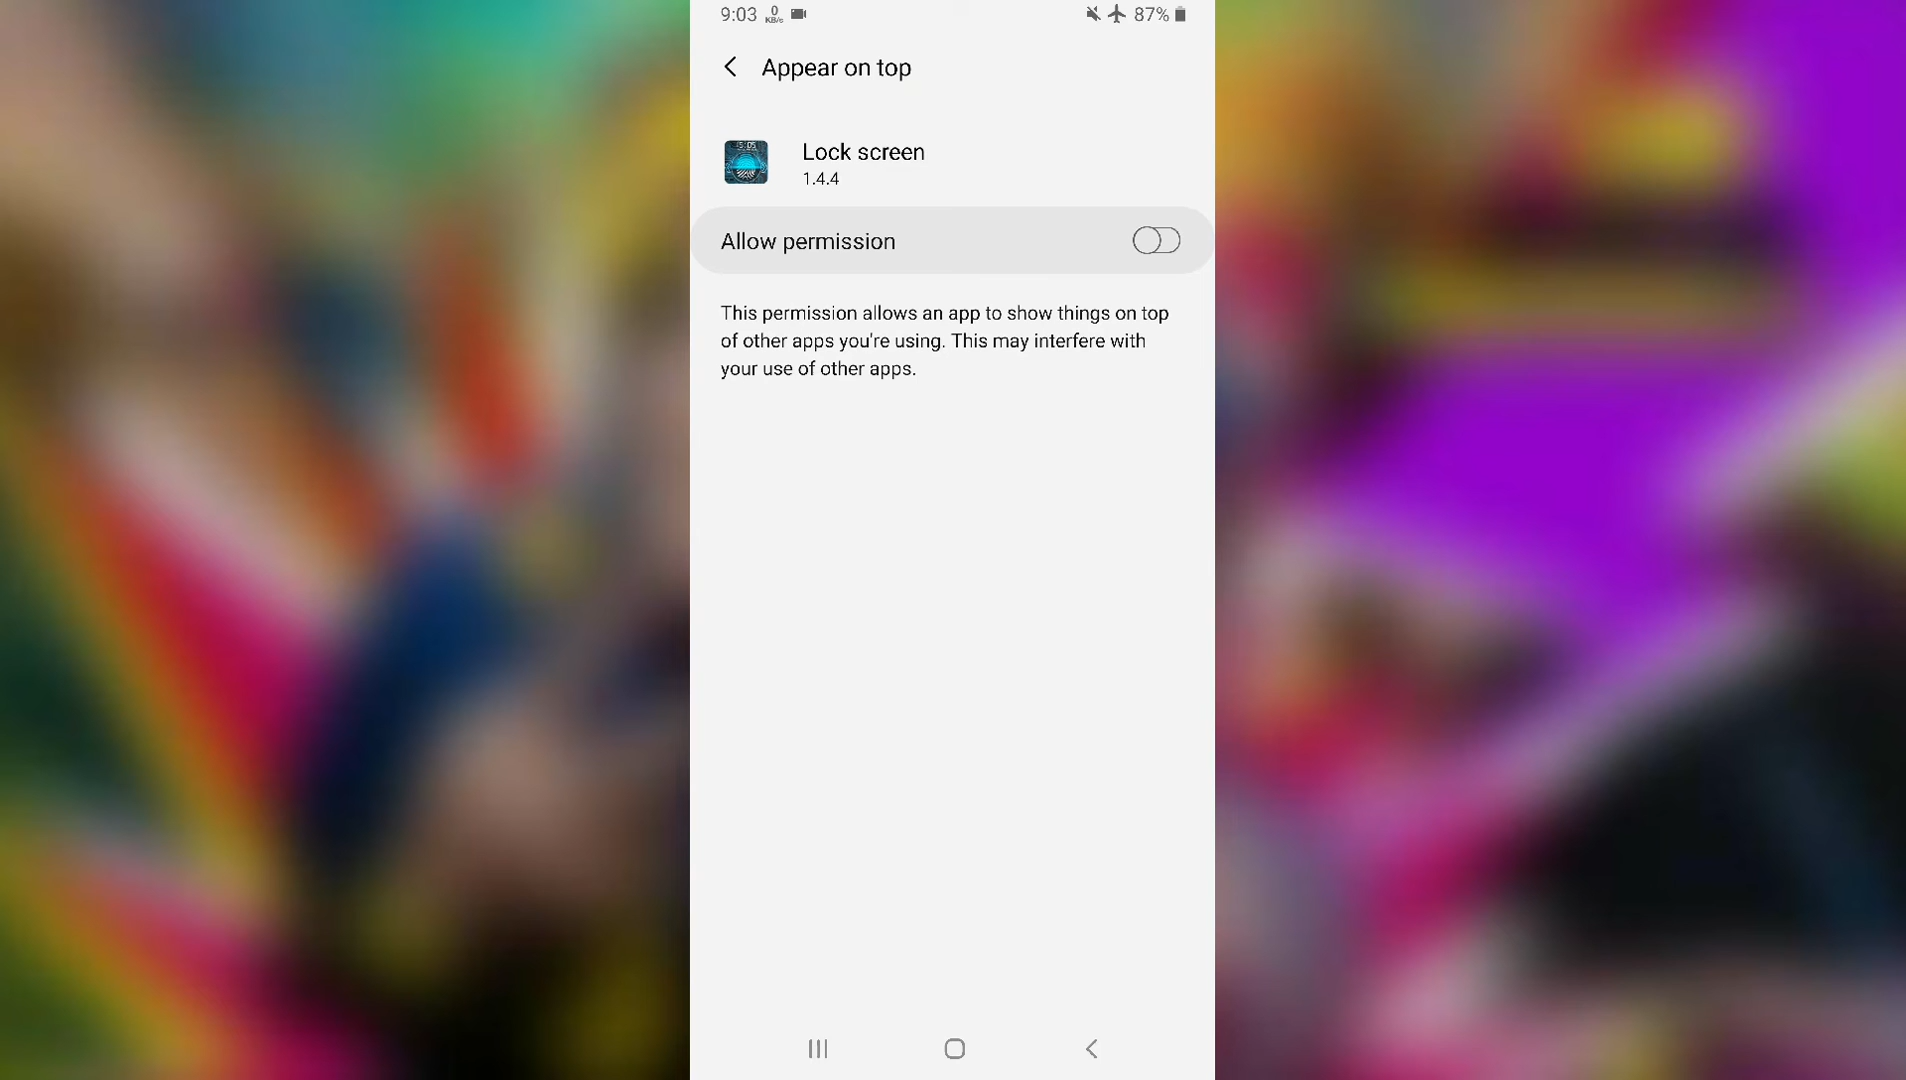 9:03 0 KB/s 87%
Appear on top
Lock screen
1.4.4
Allow permission
This permission allows an app to show things on top
of other apps you're using. This may interfere with
your use of other apps.